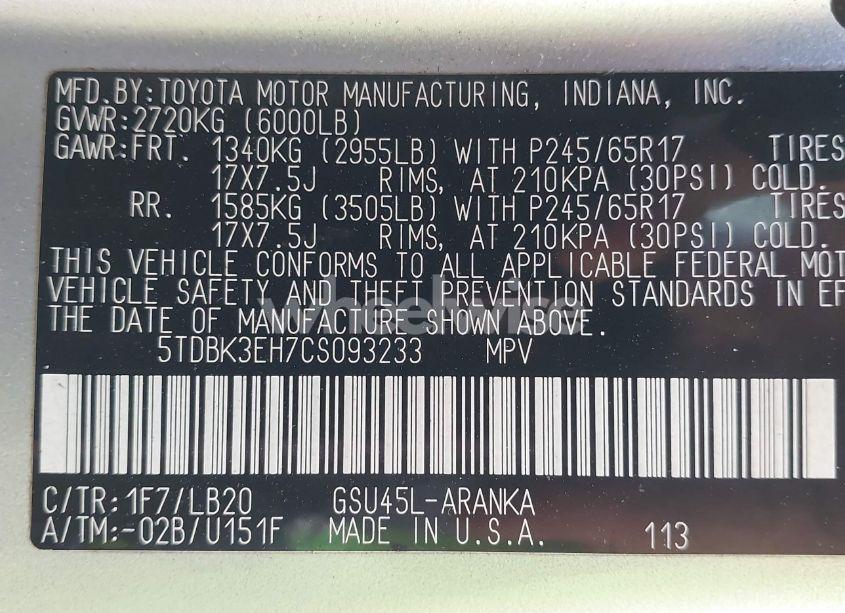 MFD.BY:TOYOTA MOTOR MANUFACTURING, INDIANA, INC.
GVWR:2720KG (6000LB)
GAWR:FRT. 1340KG (2955LB) WITH P245/65R17 TIRES
17X7.5J RIMS, AT 210KPA (30PSI) COLD.
RR. 1585KG (3505LB) WITH P245/65R17 TIRES
17X7.5J RIMS, AT 210KPA (30PSI) COLD.
THIS VEHICLE CONFORMS TO ALL APPLICABLE FEDERAL MOT
VEHICLE SAFETY AND THEFT PREVENTION STANDARDS IN EF
THE DATE OF MANUFACTURE SHOWN ABOVE.
wheelwise
5TDBK3EH7CS093233 MPV
C/TR:1F7/LB20 GSU45L-ARANKA
A/TM:-02B/U151F MADE IN U.S.A. 113